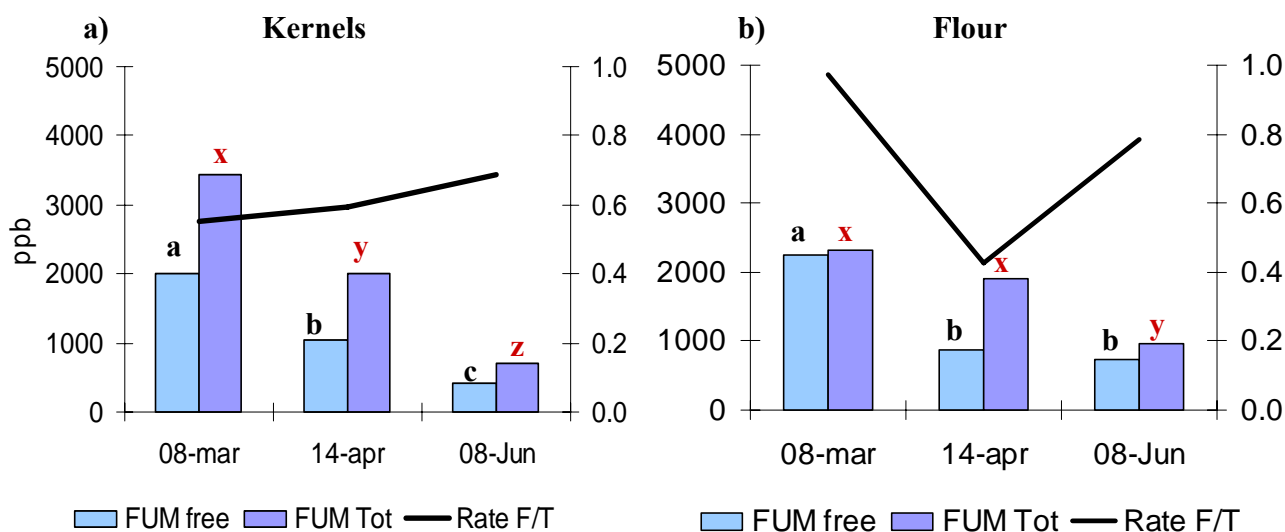 a) Kernels
5000 1.0
4000 0.8
3000 0.6
2000 0.4
1000 0.2
0 0.0
ppb
x
a
y
b
z
c
08-mar 14-apr 08-Jun
FUM free FUM Tot Rate F/T
b) Flour
5000 1.0
4000 0.8
3000 0.6
2000 0.4
1000 0.2
0 0.0
a x
x
b
b y
08-mar 14-apr 08-Jun
FUM free FUM Tot Rate F/T